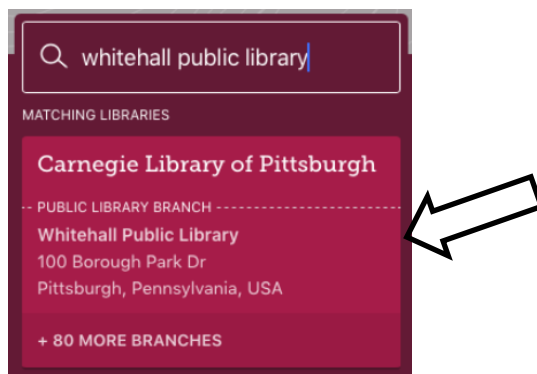 whitehall public library
MATCHING LIBRARIES
Carnegie Library of Pittsburgh
PUBLIC LIBRARY BRANCH
Whitehall Public Library
100 Borough Park Dr
Pittsburgh, Pennsylvania, USA
+ 80 MORE BRANCHES